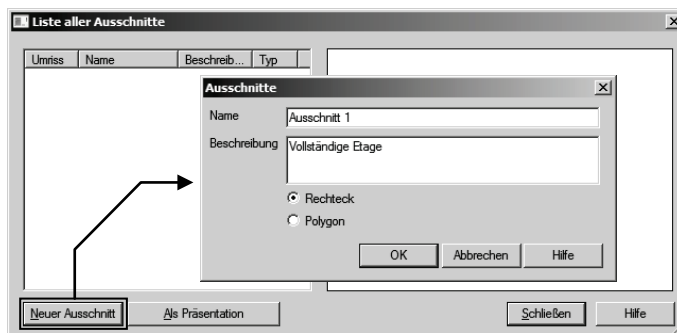 Liste aller Ausschnitte
Umriss Name Beschreib... Typ
Ausschnitte
Name Ausschnitt 1
Beschreibung Vollständige Etage
Rechteck
Polygon
OK Abbrechen Hilfe
Neuer Ausschnitt Als Präsentation Schließen Hilfe